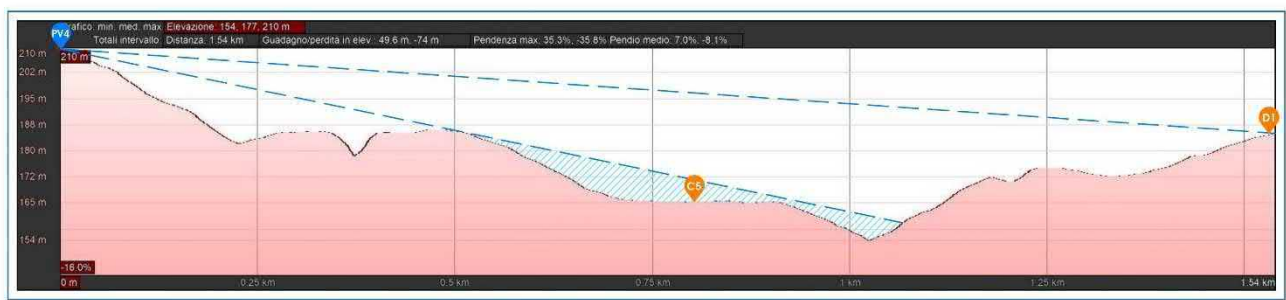 Grafico: min, med, max Elevazione: 154, 177, 210 m
Totali intervallo: Distanza: 1.54 km Guadagno/perdita in elev.: 49.6 m, -74 m Pendenza max: 35.3%, -35.8% Pendio medio: 7.0%, -8.1%
PV4
210 m
210 m
202 m
195 m
188 m
180 m
172 m
165 m
154 m
D1
C5
-16.0%
0 m
0.25 km
0.5 km
0.75 km
1 km
1.25 km
1.54 km